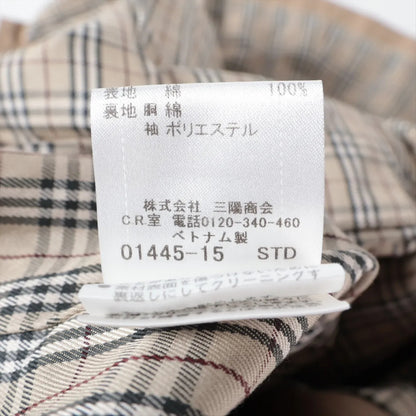 表地 綿 100%
裏地 胴 綿
袖 ポリエステル
株式会社 三陽商会
CR室 電話0120-340-460
ベトナム製
01445-15 STD
裏返しにしてクリーニングす